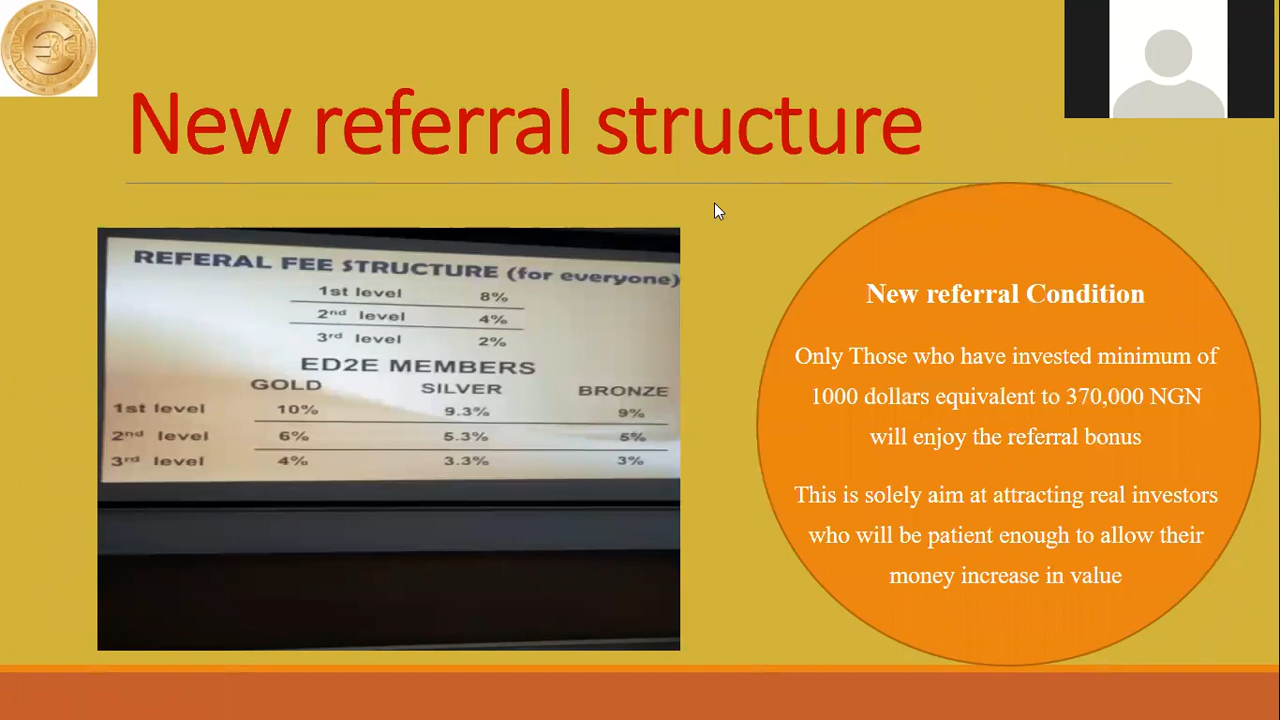 New referral structure
REFERAL FEE STRUCTURE (for everyone)
1st level 8%
2nd level 4%
3rd level 2%
ED2E MEMBERS
GOLD SILVER BRONZE
1st level 10% 9.3% 9%
2nd level 6% 5.3% 5%
3rd level 4% 3.3% 3%
New referral Condition
Only Those who have invested minimum of
1000 dollars equivalent to 370,000 NGN
will enjoy the referral bonus
This is solely aim at attracting real investors
who will be patient enough to allow their
money increase in value